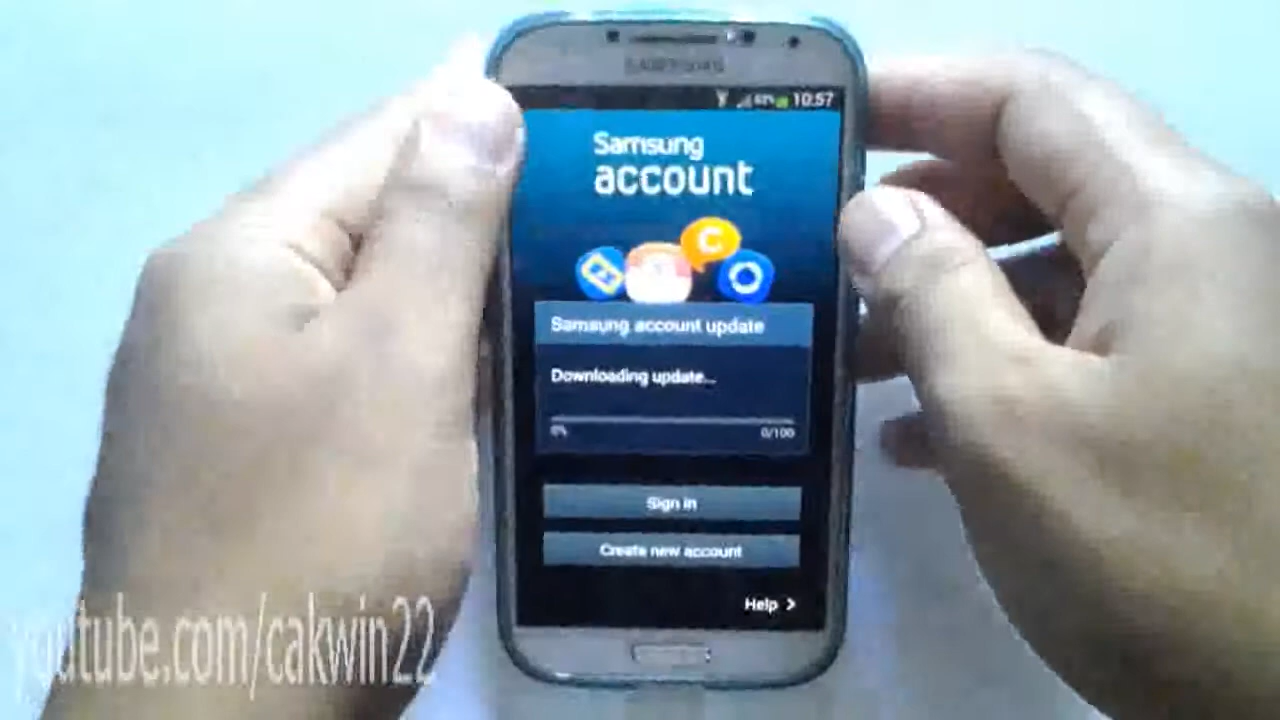 SAMSUNG
10:57
Samsung
account
C
Samsung account update
Downloading update...
0%
0/100
Sign in
Create new account
Help >
youtube.com/cakwin22